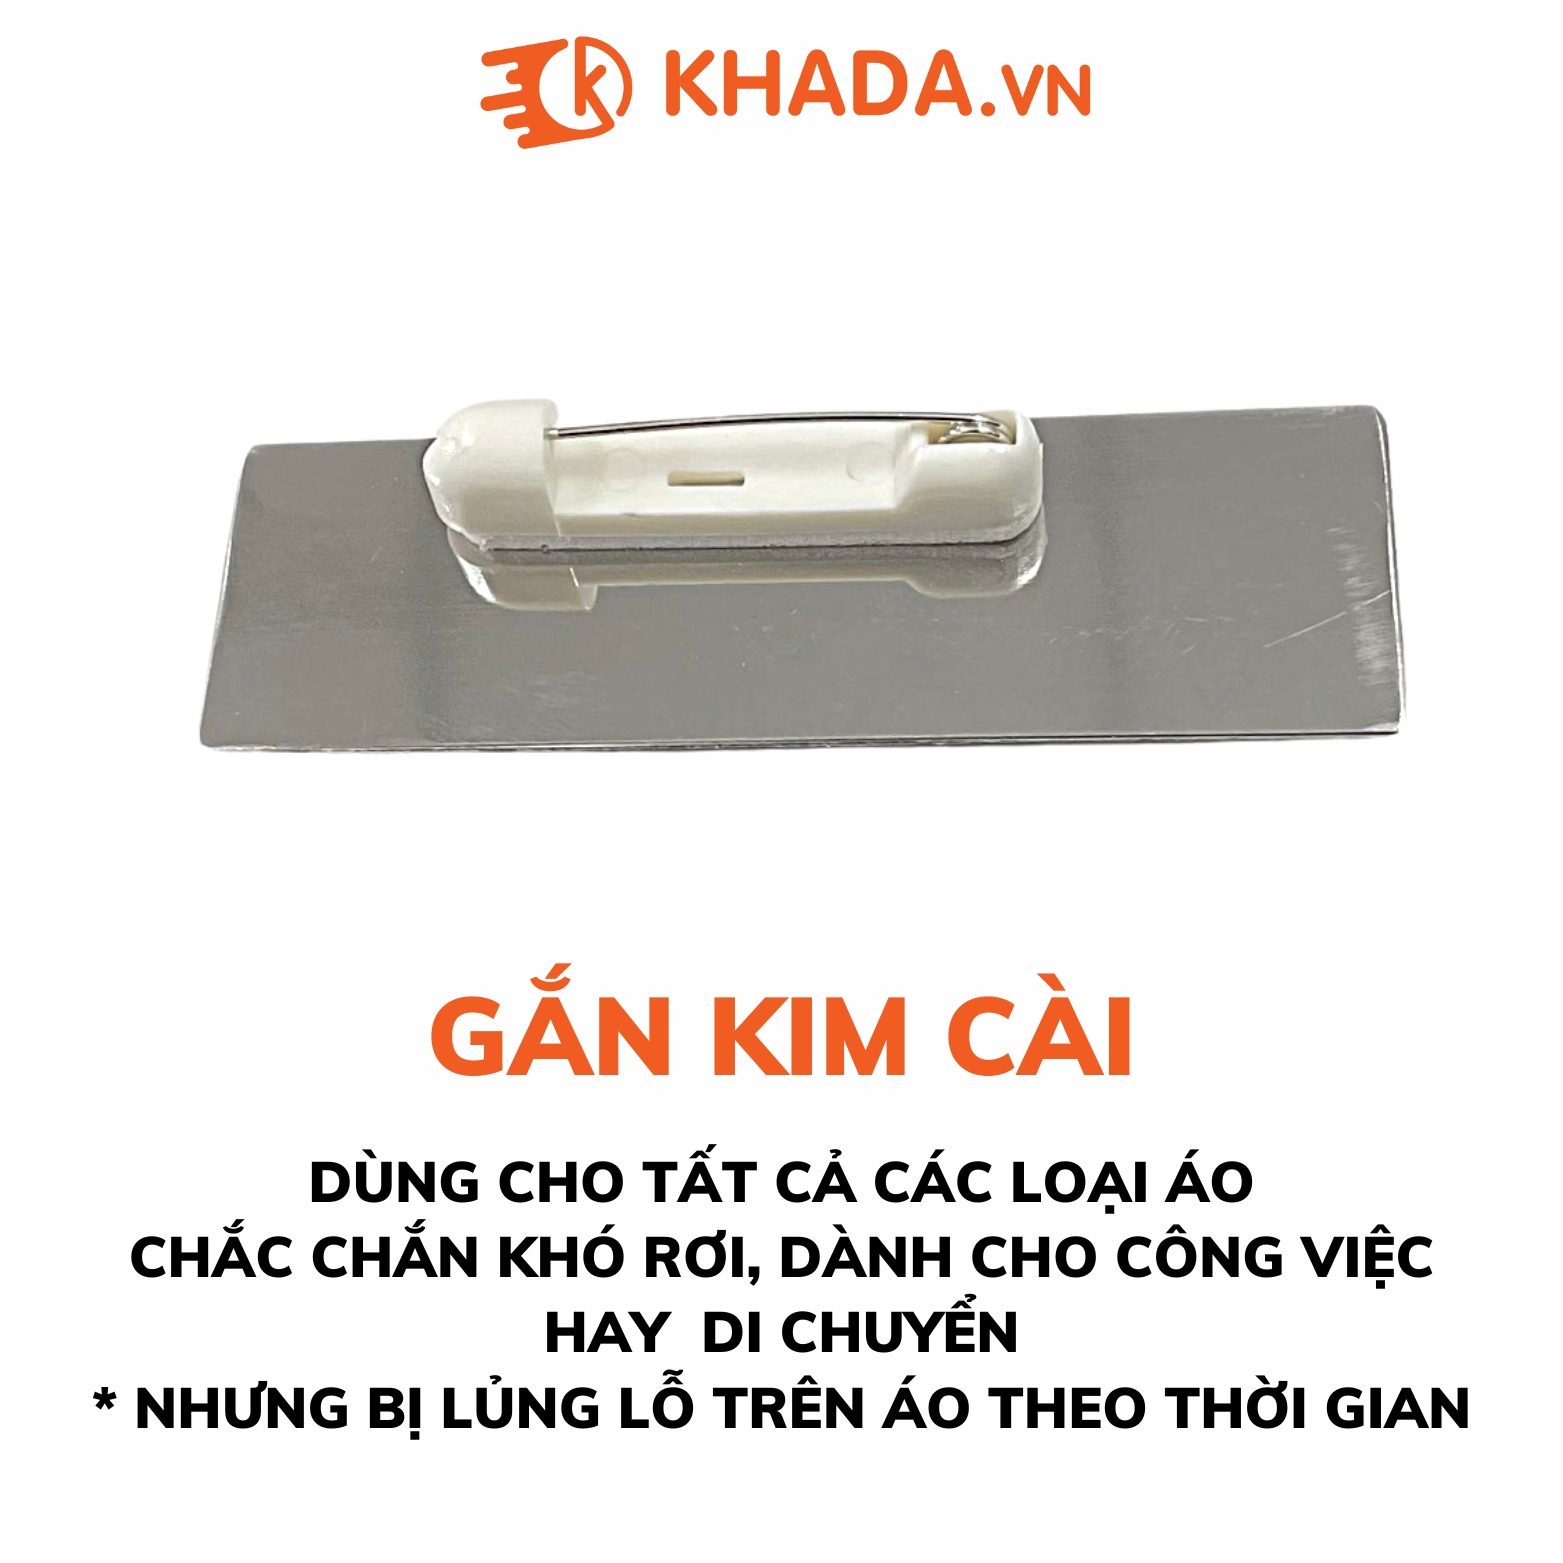 k KHADA.VN
GẮN KIM CÀI
DÙNG CHO TẤT CẢ CÁC LOẠI ÁO
CHẮC CHẮN KHÓ RƠI, DÀNH CHO CÔNG VIỆC
HAY DI CHUYỂN
* NHƯNG BỊ LỦNG LỖ TRÊN ÁO THEO THỜI GIAN